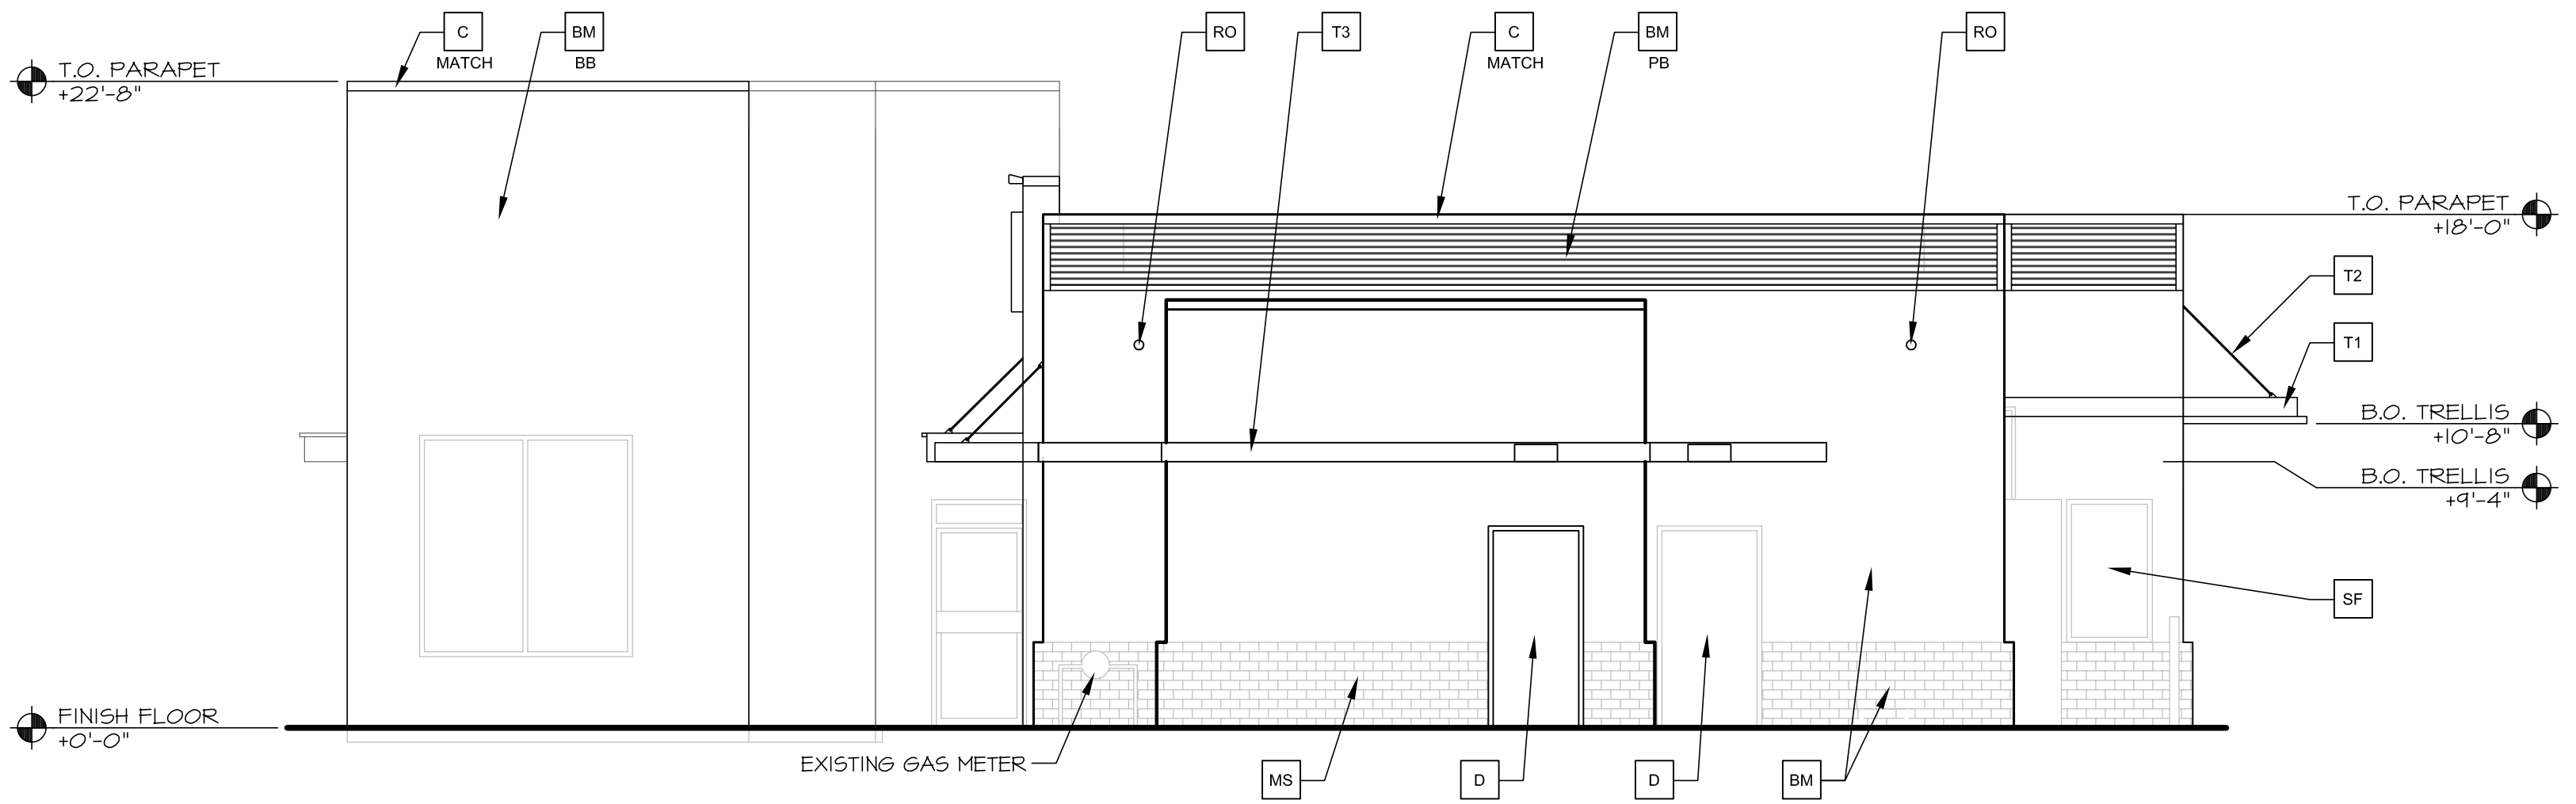 C
MATCH
BM
BB
RO
T3
C
MATCH
BM
PB
RO
T.O. PARAPET
+22'-8"
T.O. PARAPET
+18'-0"
T2
T1
B.O. TRELLIS
+10'-8"
B.O. TRELLIS
+9'-4"
SF
FINISH FLOOR
+0'-0"
EXISTING GAS METER
MS
D
D
BM